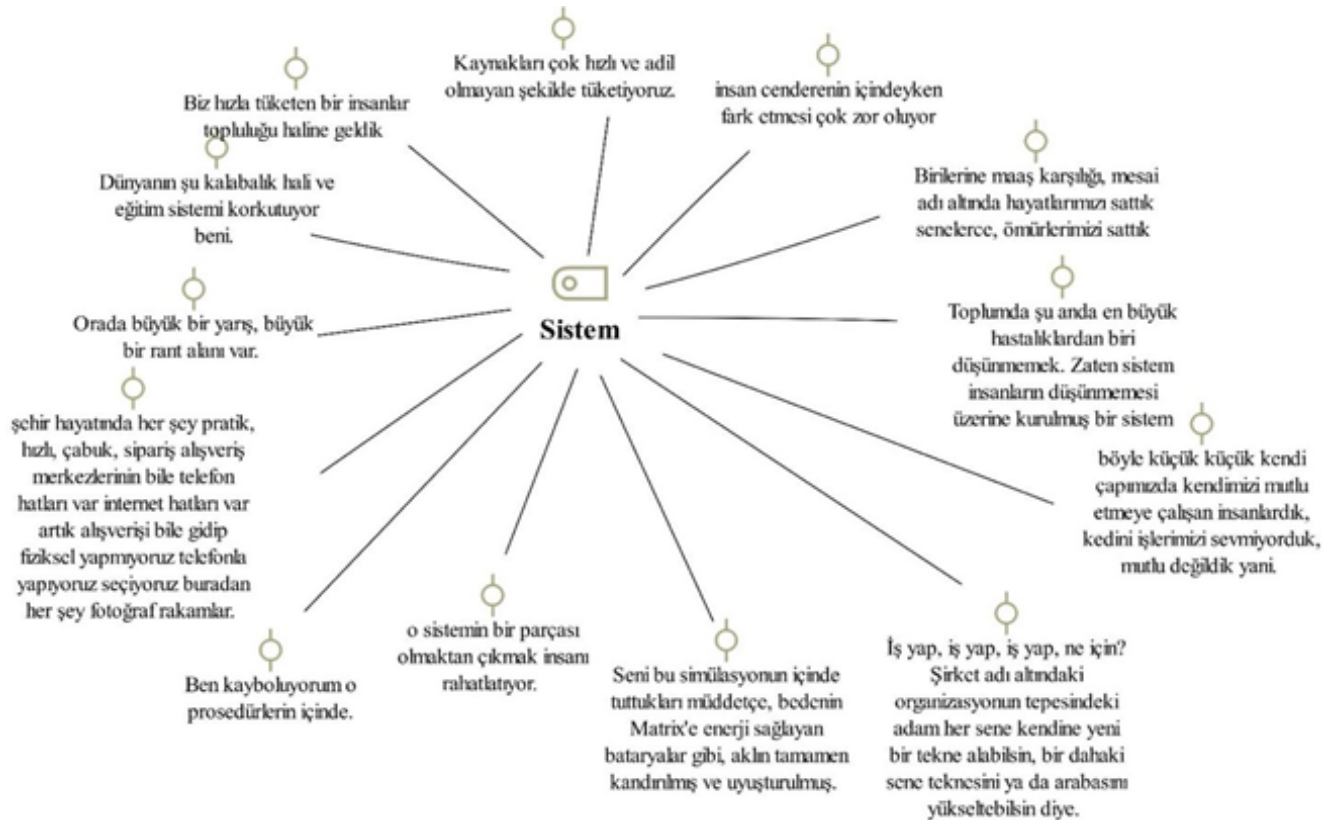 Kaynakları çok hızlı ve adil
olmayan şekilde tüketiyoruz.
Biz hızla tüketen bir insanlar
topluluğu haline geldik
insan cenderenin içindeyken
fark etmesi çok zor oluyor
Dünyanın şu kalabalık hali ve
eğitim sistemi korkutuyor
beni.
Birilerine maaş karşılığı, mesai
adı altında hayatlarımızı sattık
senelerce, ömürlerimizi sattık
Orada büyük bir yarış, büyük
bir rant alanı var.
Sistem
Toplumda şu anda en büyük
hastalıklardan biri
düşünmemek. Zaten sistem
insanların düşünmemesi
üzerine kurulmuş bir sistem
şehir hayatında her şey pratik,
hızlı, çabuk, sipariş alışveriş
merkezlerinin bile telefon
hatları var internet hatları var
artık alışverişi bile gidip
fiziksel yapmıyoruz telefonla
yapıyoruz seçiyoruz buradan
her şey fotoğraf rakamlar.
böyle küçük küçük kendi
çapımızda kendimizi mutlu
etmeye çalışan insanlardık,
kedini işlerimizi sevmiyorduk,
mutlu değildik yani.
Ben kayboluyorum o
prosedürlerin içinde.
o sistemin bir parçası
olmaktan çıkmak insanı
rahatlatıyor.
Seni bu simülasyonun içinde
tuttukları müddetçe, bedenin
Matrix'e enerji sağlayan
bataryalar gibi, aklın tamamen
kandırılmış ve uyuşturulmuş.
İş yap, iş yap, iş yap, ne için?
Şirket adı altındaki
organizasyonun tepesindeki
adam her sene kendine yeni
bir tekne alabilsin, bir dahaki
sene teknesini ya da arabasını
yükseltebilsin diye.